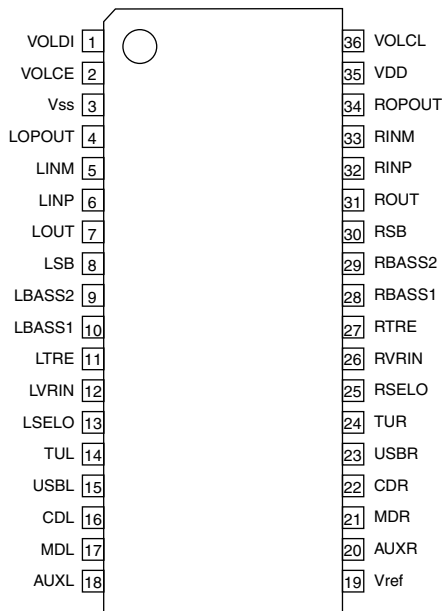 VOLDI 1 36 VOLCL
VOLCE 2 35 VDD
Vss 3 34 ROPOUT
LOPOUT 4 33 RINM
LINM 5 32 RINP
LINP 6 31 ROUT
LOUT 7 30 RSB
LSB 8 29 RBASS2
LBASS2 9 28 RBASS1
LBASS1 10 27 RTRE
LTRE 11 26 RVRIN
LVRIN 12 25 RSELO
LSELO 13 24 TUR
TUL 14 23 USBR
USBL 15 22 CDR
CDL 16 21 MDR
MDL 17 20 AUXR
AUXL 18 19 Vref